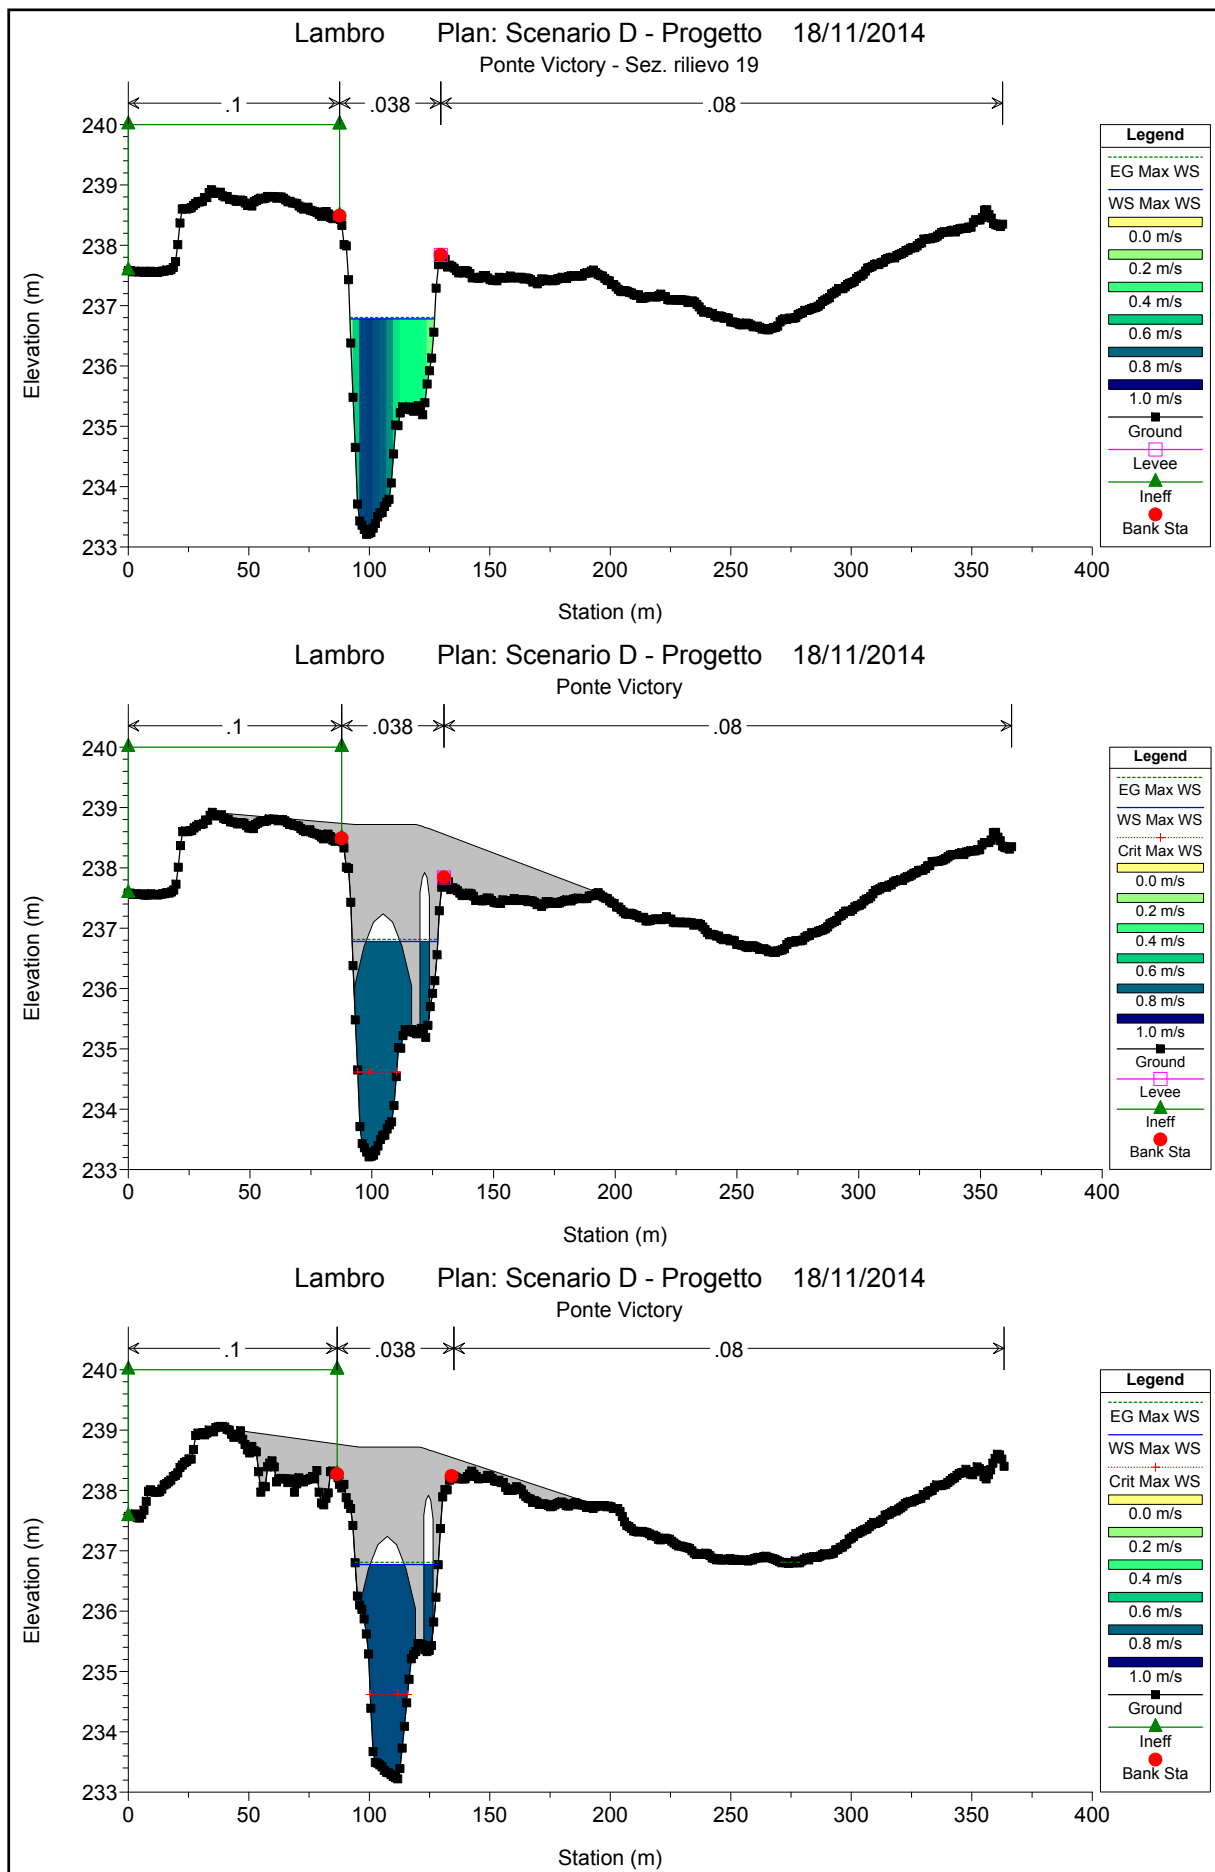 Lambro Plan: Scenario D - Progetto 18/11/2014
Ponte Victory - Sez. rilievo 19
.1 .038 .08
240
239
238
237
236
235
234
233
Elevation (m)
0 50 100 150 200 250 300 350 400
Station (m)
Legend
EG Max WS
WS Max WS
0.0 m/s
0.2 m/s
0.4 m/s
0.6 m/s
0.8 m/s
1.0 m/s
Ground
Levee
Ineff
Bank Sta
Lambro Plan: Scenario D - Progetto 18/11/2014
Ponte Victory
.1 .038 .08
240
239
238
237
236
235
234
233
Elevation (m)
0 50 100 150 200 250 300 350 400
Station (m)
Legend
EG Max WS
WS Max WS
Crit Max WS
0.0 m/s
0.2 m/s
0.4 m/s
0.6 m/s
0.8 m/s
1.0 m/s
Ground
Levee
Ineff
Bank Sta
Lambro Plan: Scenario D - Progetto 18/11/2014
Ponte Victory
.1 .038 .08
240
239
238
237
236
235
234
233
Elevation (m)
0 50 100 150 200 250 300 350 400
Station (m)
Legend
EG Max WS
WS Max WS
Crit Max WS
0.0 m/s
0.2 m/s
0.4 m/s
0.6 m/s
0.8 m/s
1.0 m/s
Ground
Ineff
Bank Sta